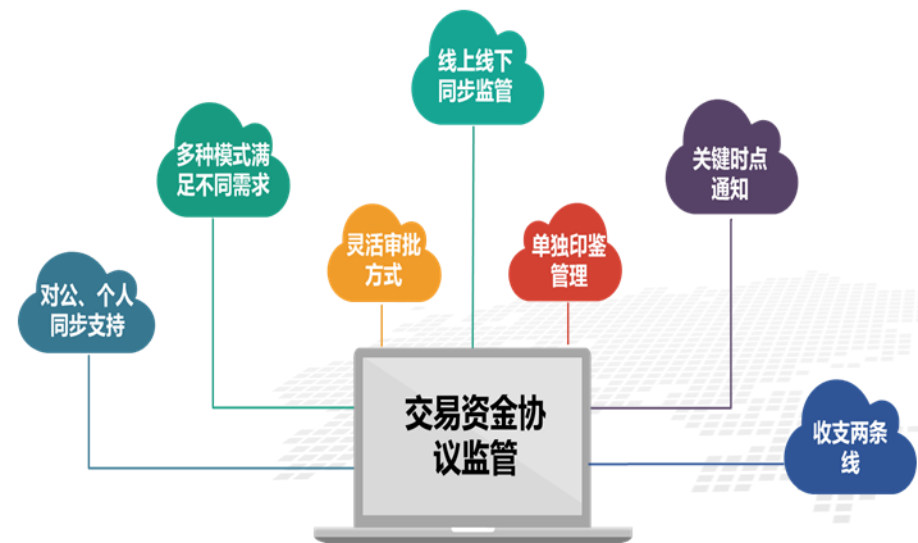 线上线下
同步监管
多种模式满
足不同需求
关键时点
通知
灵活审批
方式
单独印鉴
管理
对公、个人
同步支持
交易资金协
议监管
收支两条
线